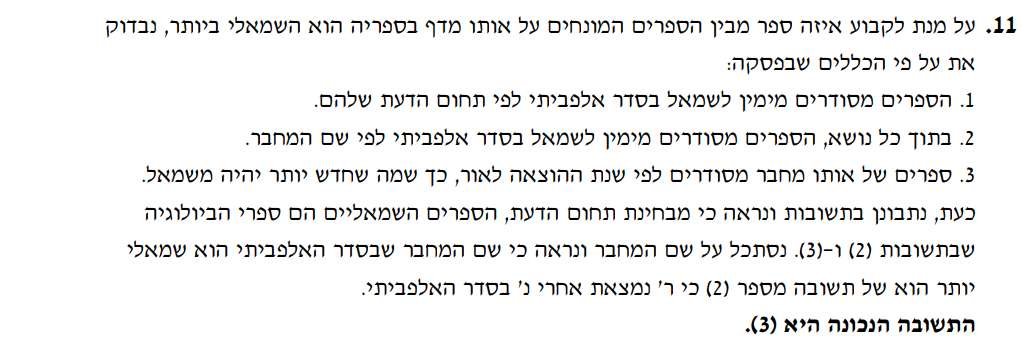 11. על מנת לקבוע איזה ספר מבין הספרים המונחים על אותו מדף בספריה הוא השמאלי ביותר, נבדוק
את על פי הכללים שבפסקה:
1. הספרים מסודרים מימין לשמאל בסדר אלפביתי לפי תחום הדעת שלהם.
2. בתוך כל נושא, הספרים מסודרים מימין לשמאל בסדר אלפביתי לפי שם המחבר.
3. ספרים של אותו מחבר מסודרים לפי שנת ההוצאה לאור, כך שמה שחדש יותר יהיה משמאל.
כעת, נתבונן בתשובות ונראה כי מבחינת תחום הדעת, הספרים השמאליים הם ספרי הביולוגיה
שבתשובות (2) ו-(3). נסתכל על שם המחבר ונראה כי שם המחבר שבסדר האלפביתי הוא שמאלי
יותר הוא של תשובה מספר (2) כי ר' נמצאת אחרי נ' בסדר האלפביתי.
התשובה הנכונה היא (3).